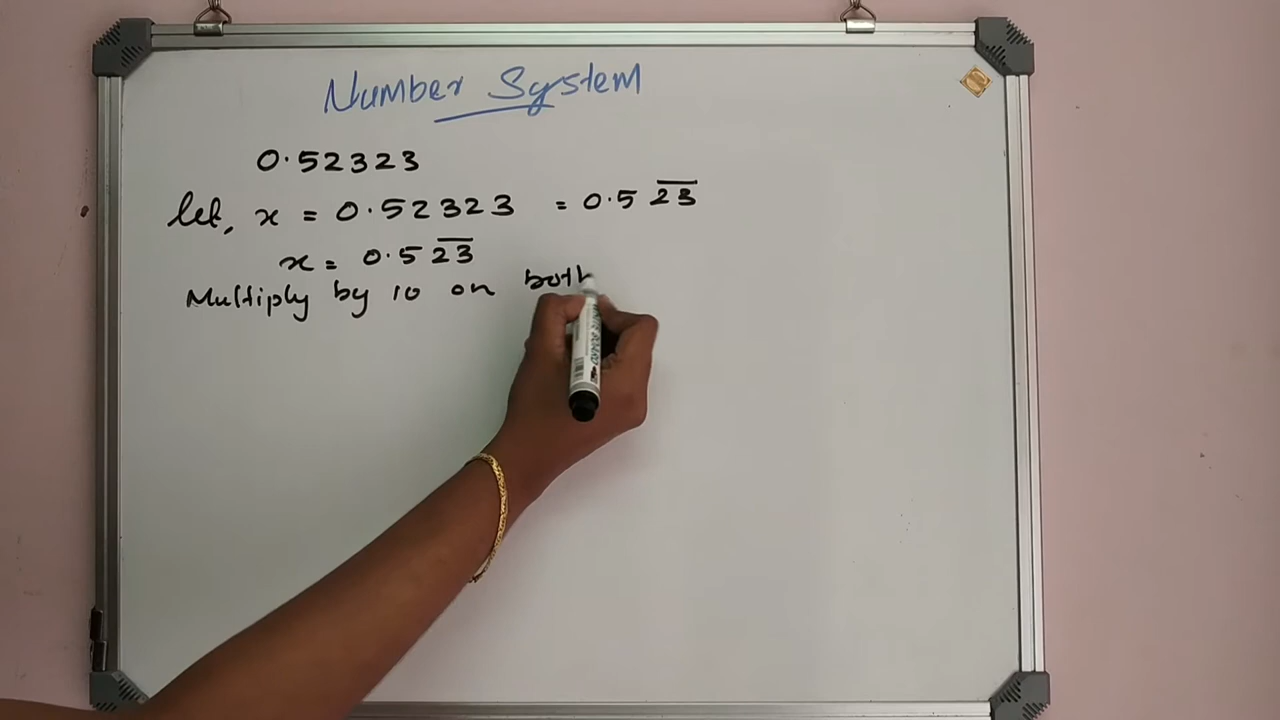 Number System
0.52323
let, x = 0.52323 = 0.5 2̅3̅
x = 0.5 2̅3̅
Multiply by 10 on both